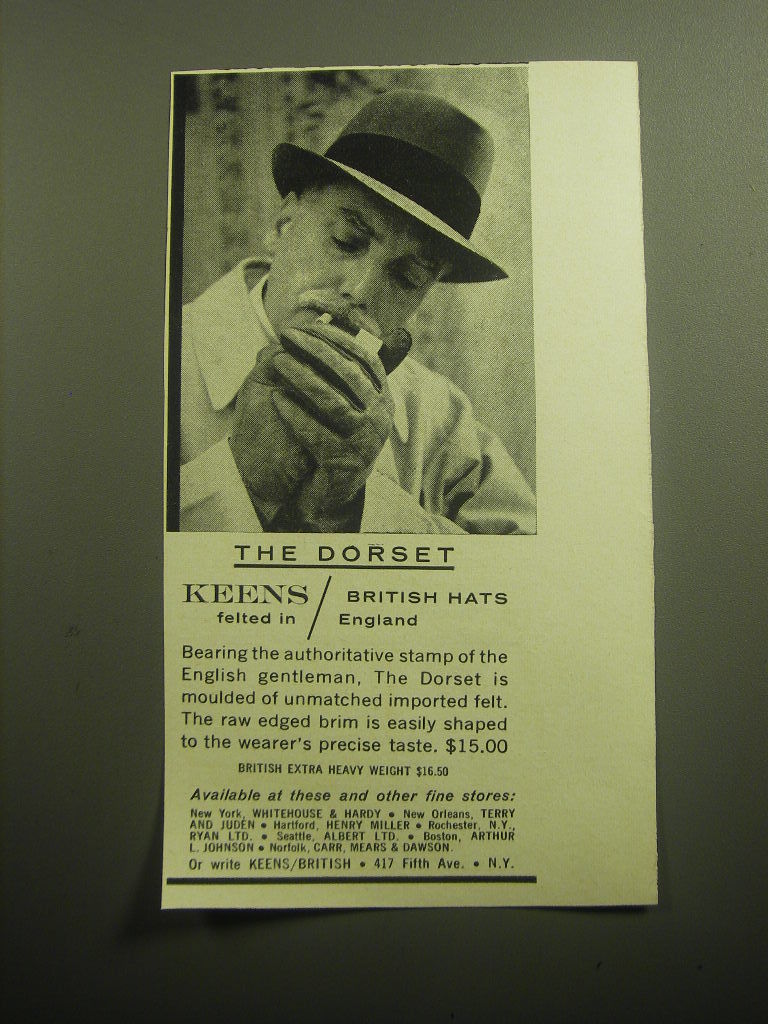 THE DORSET
KEENS / BRITISH HATS
felted in / England
Bearing the authoritative stamp of the
English gentleman, The Dorset is
moulded of unmatched imported felt.
The raw edged brim is easily shaped
to the wearer's precise taste. $15.00
BRITISH EXTRA HEAVY WEIGHT $16.50
Available at these and other fine stores:
New York, WHITEHOUSE & HARDY • New Orleans, TERRY
AND JUDEN • Hartford, HENRY MILLER • Rochester, N.Y.,
RYAN LTD. • Seattle, ALBERT LTD. • Boston, ARTHUR
L. JOHNSON • Norfolk, CARR, MEARS & DAWSON.
Or write KEENS/BRITISH • 417 Fifth Ave. • N.Y.